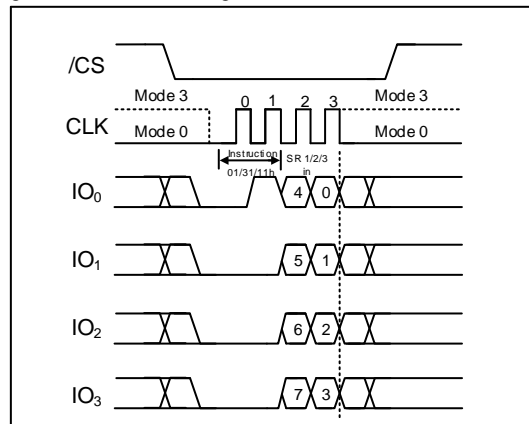 /CS
Mode 3 0 1 2 3 Mode 3
CLK Mode 0 Mode 0
Instruction SR 1/2/3
01/31/11h in
IO0 4 0
IO1 5 1
IO2 6 2
IO3 7 3